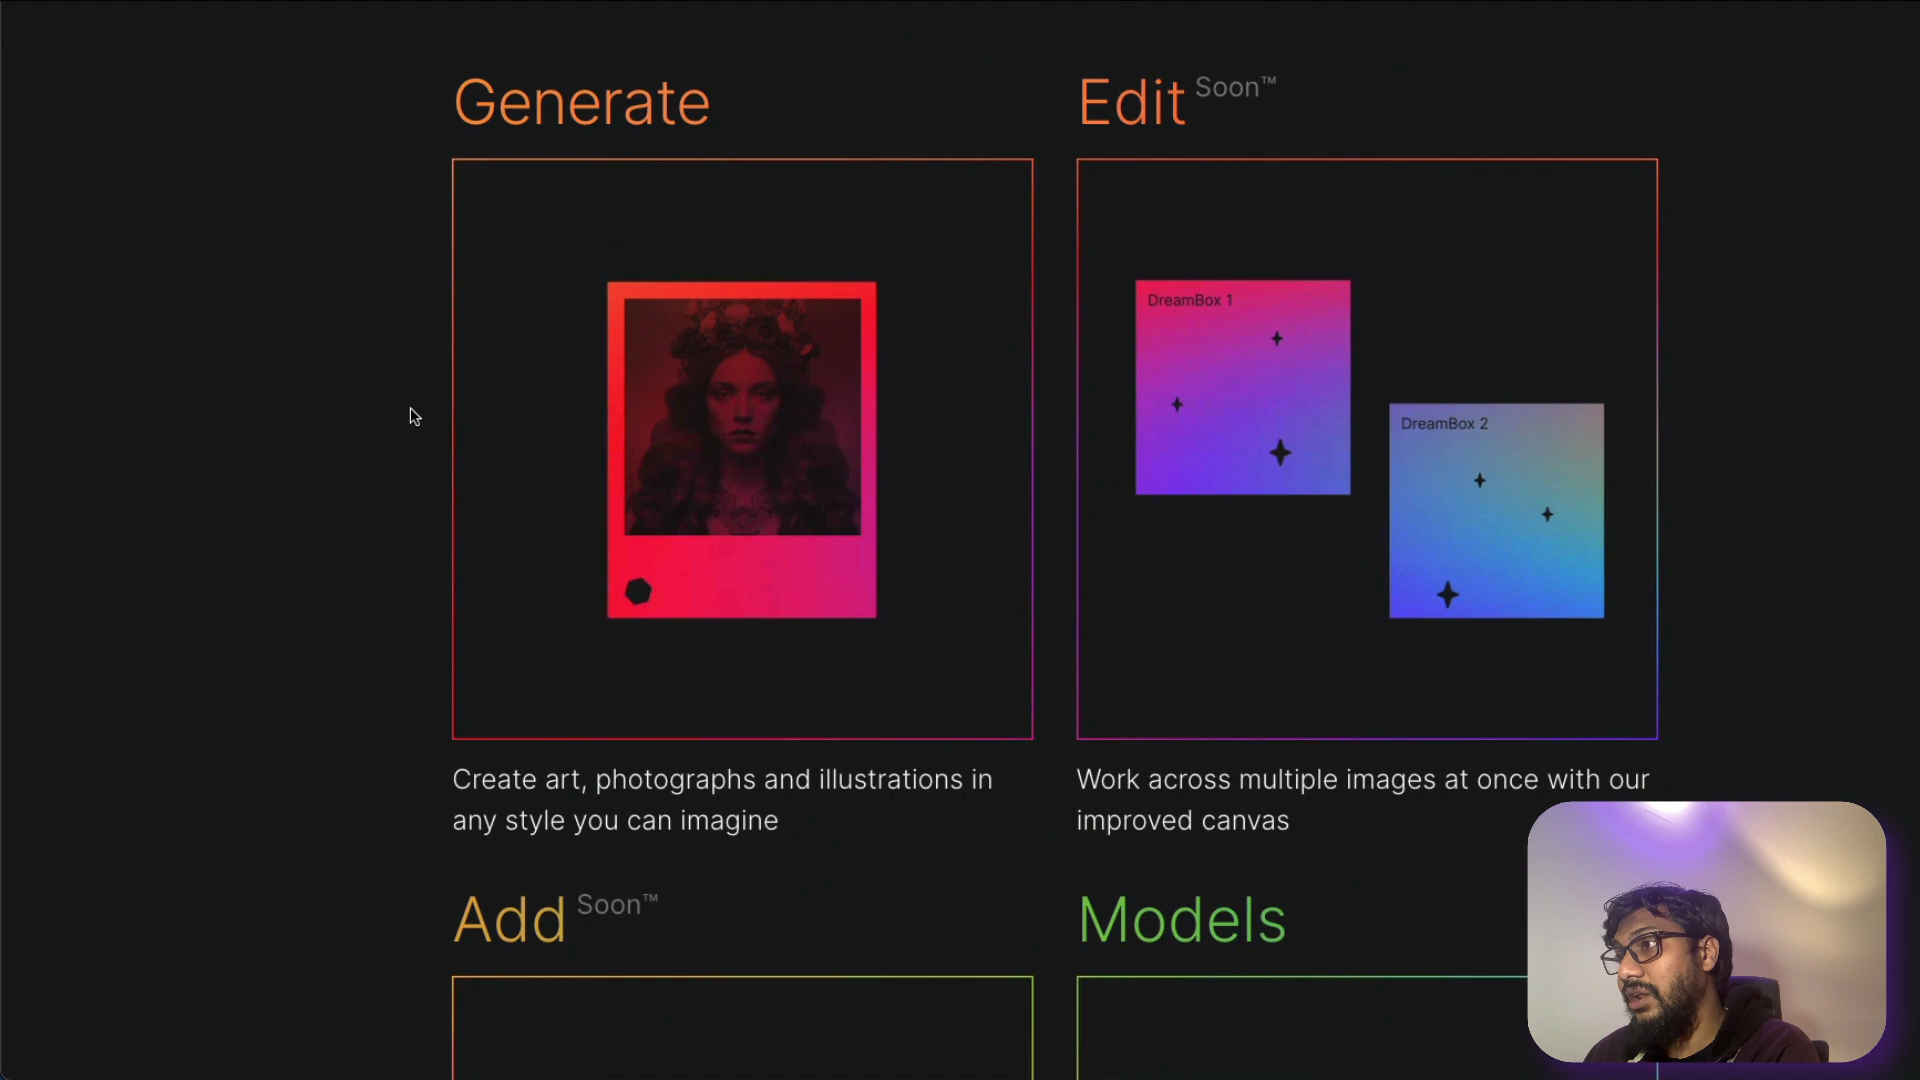 Generate
Edit Soon™
DreamBox 1
DreamBox 2
Create art, photographs and illustrations in
any style you can imagine
Work across multiple images at once with our
improved canvas
Add Soon™
Models